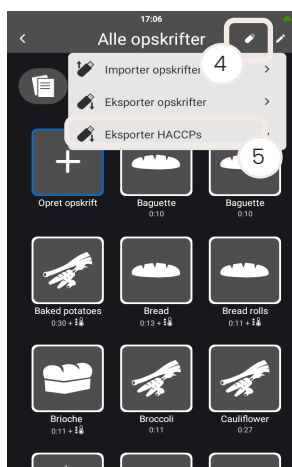 17:06
Alle opskrifter
4
Importer opskrifter
Eksporter opskrifter
Eksporter HACCPs
5
Opret opskrift
Baguette
0:10
Baguette
0:10
Baked potatoes
0:30 +
Bread
0:13 +
Bread rolls
0:11 +
Brioche
0:11 +
Broccoli
0:11
Cauliflower
0:27